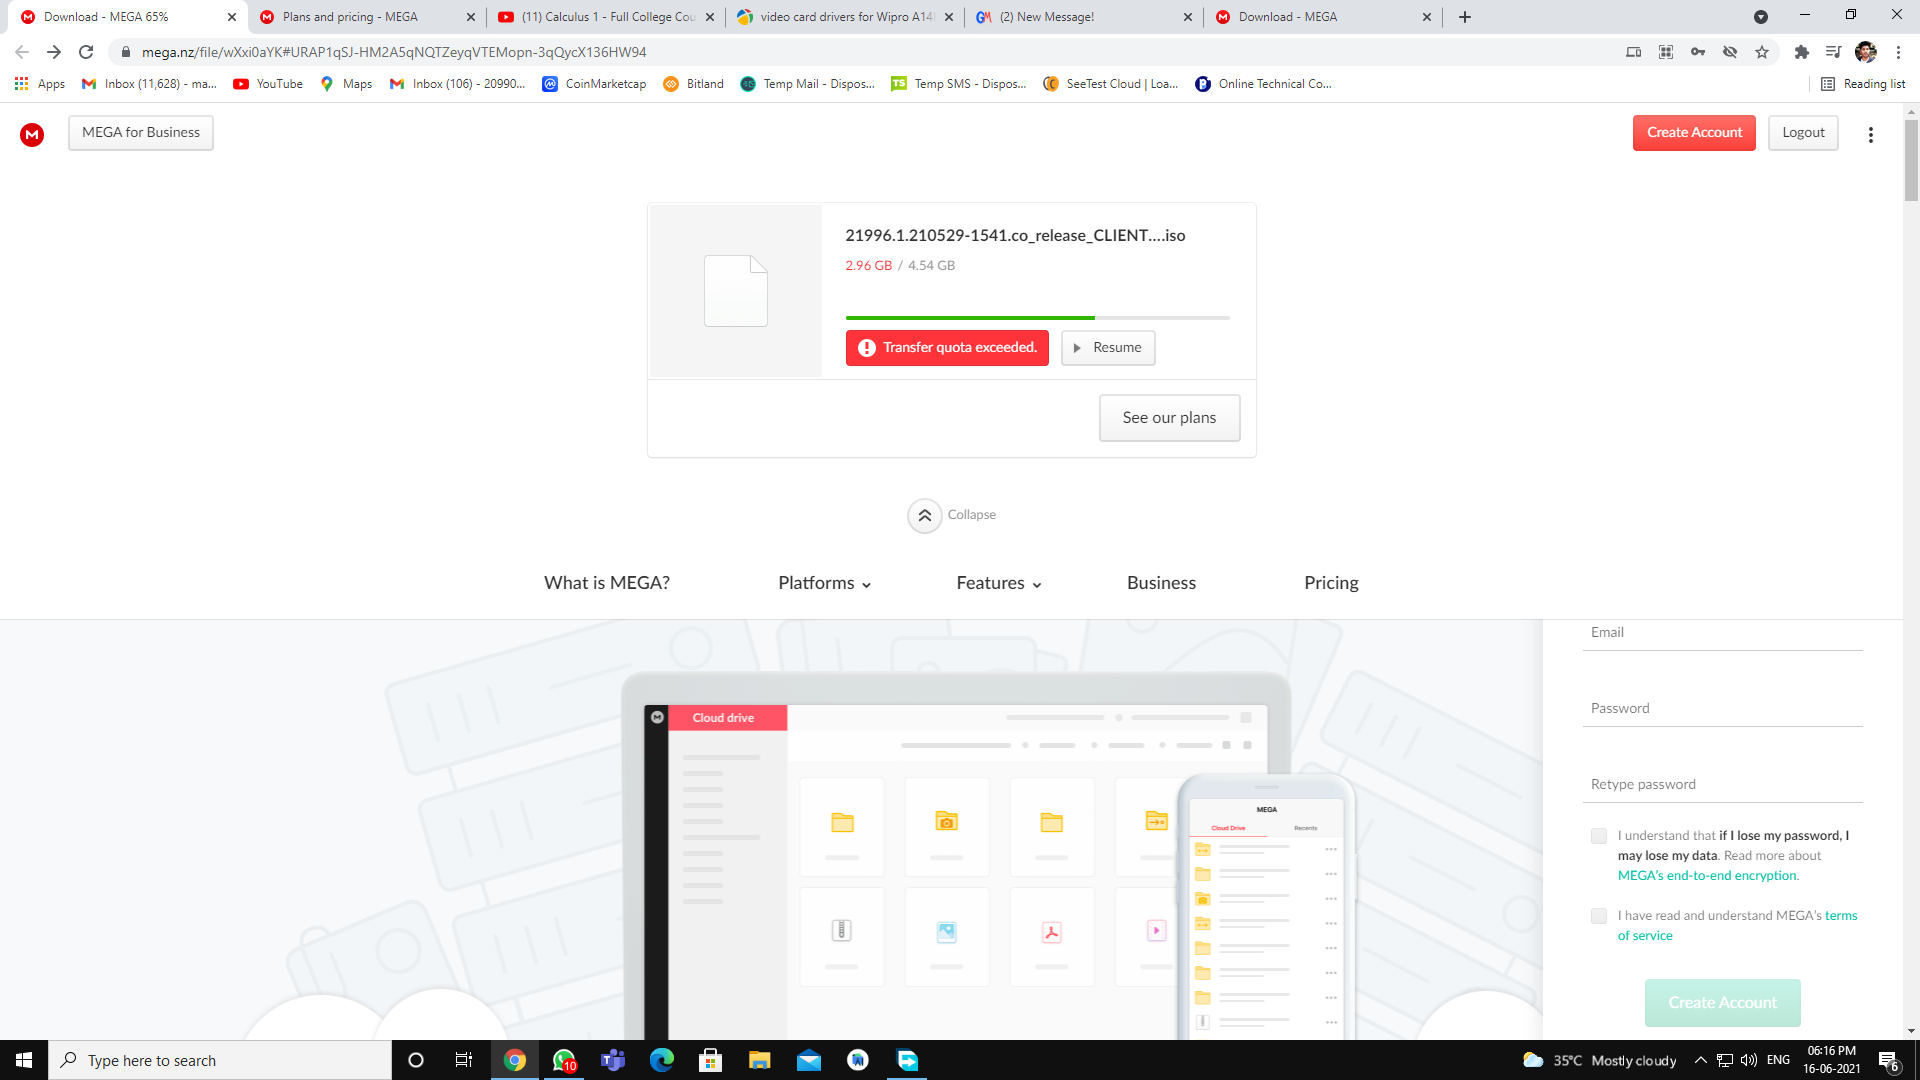 Download - MEGA 65%
Plans and pricing - MEGA
(11) Calculus 1 - Full College Cou
video card drivers for Wipro A14
(2) New Message!
Download - MEGA
mega.nz/file/wXxi0aYK#URAP1qSJ-HM2A5qNQTZeyqVTEMopn-3qQycX136HW94
Apps
Inbox (11,628) - ma...
YouTube
Maps
Inbox (106) - 20990...
CoinMarketcap
Bitland
Temp Mail - Dispos...
Temp SMS - Dispos...
SeeTest Cloud | Loa...
Online Technical Co...
Reading list
MEGA for Business
Create Account
Logout
21996.1.210529-1541.co_release_CLIENT....iso
2.96 GB / 4.54 GB
Transfer quota exceeded.
Resume
See our plans
Collapse
What is MEGA?
Platforms
Features
Business
Pricing
Email
Password
Retype password
I understand that if I lose my password, I
may lose my data. Read more about
MEGA's end-to-end encryption.
I have read and understand MEGA's terms
of service
Create Account
Cloud drive
MEGA
Cloud Drive
Recents
Type here to search
10
35°C Mostly cloudy
ENG
06:16 PM
16-06-2021
6